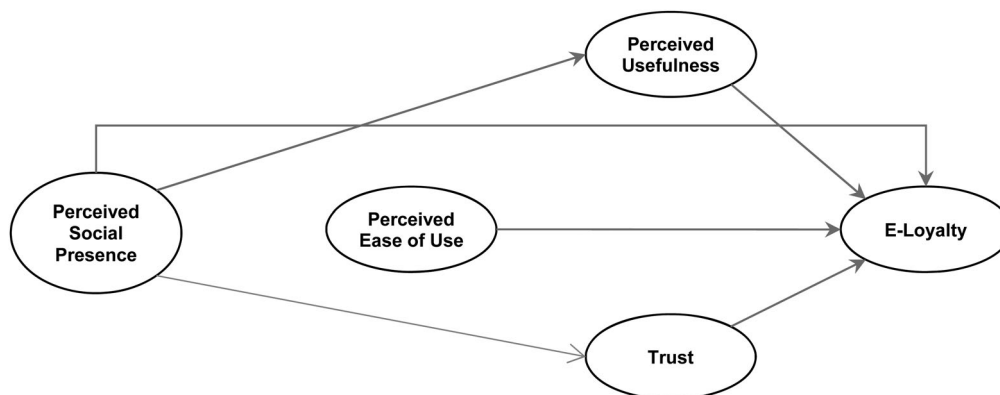 Perceived
Usefulness
Perceived
Social
Presence
Perceived
Ease of Use
E-Loyalty
Trust